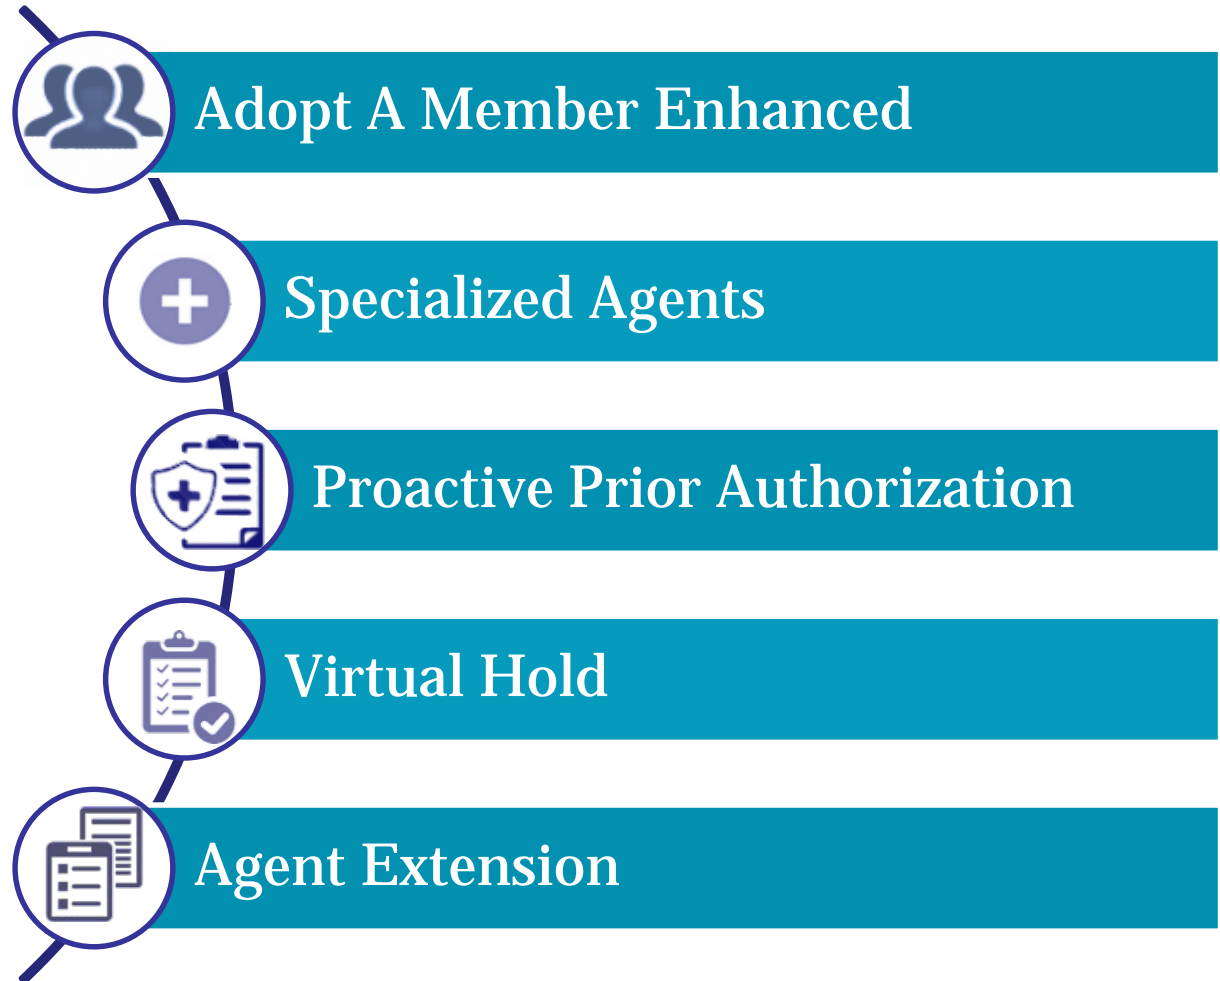 Adopt A Member Enhanced
Specialized Agents
Proactive Prior Authorization
Virtual Hold
Agent Extension